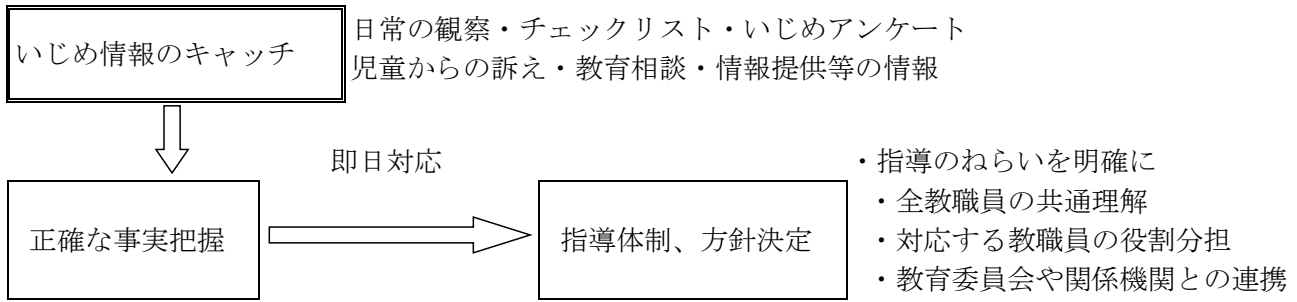 いじめ情報のキャッチ
日常の観察・チェックリスト・いじめアンケート
児童からの訴え・教育相談・情報提供等の情報
即日対応
正確な事実把握
指導体制、方針決定
・指導のねらいを明確に
・全教職員の共通理解
・対応する教職員の役割分担
・教育委員会や関係機関との連携